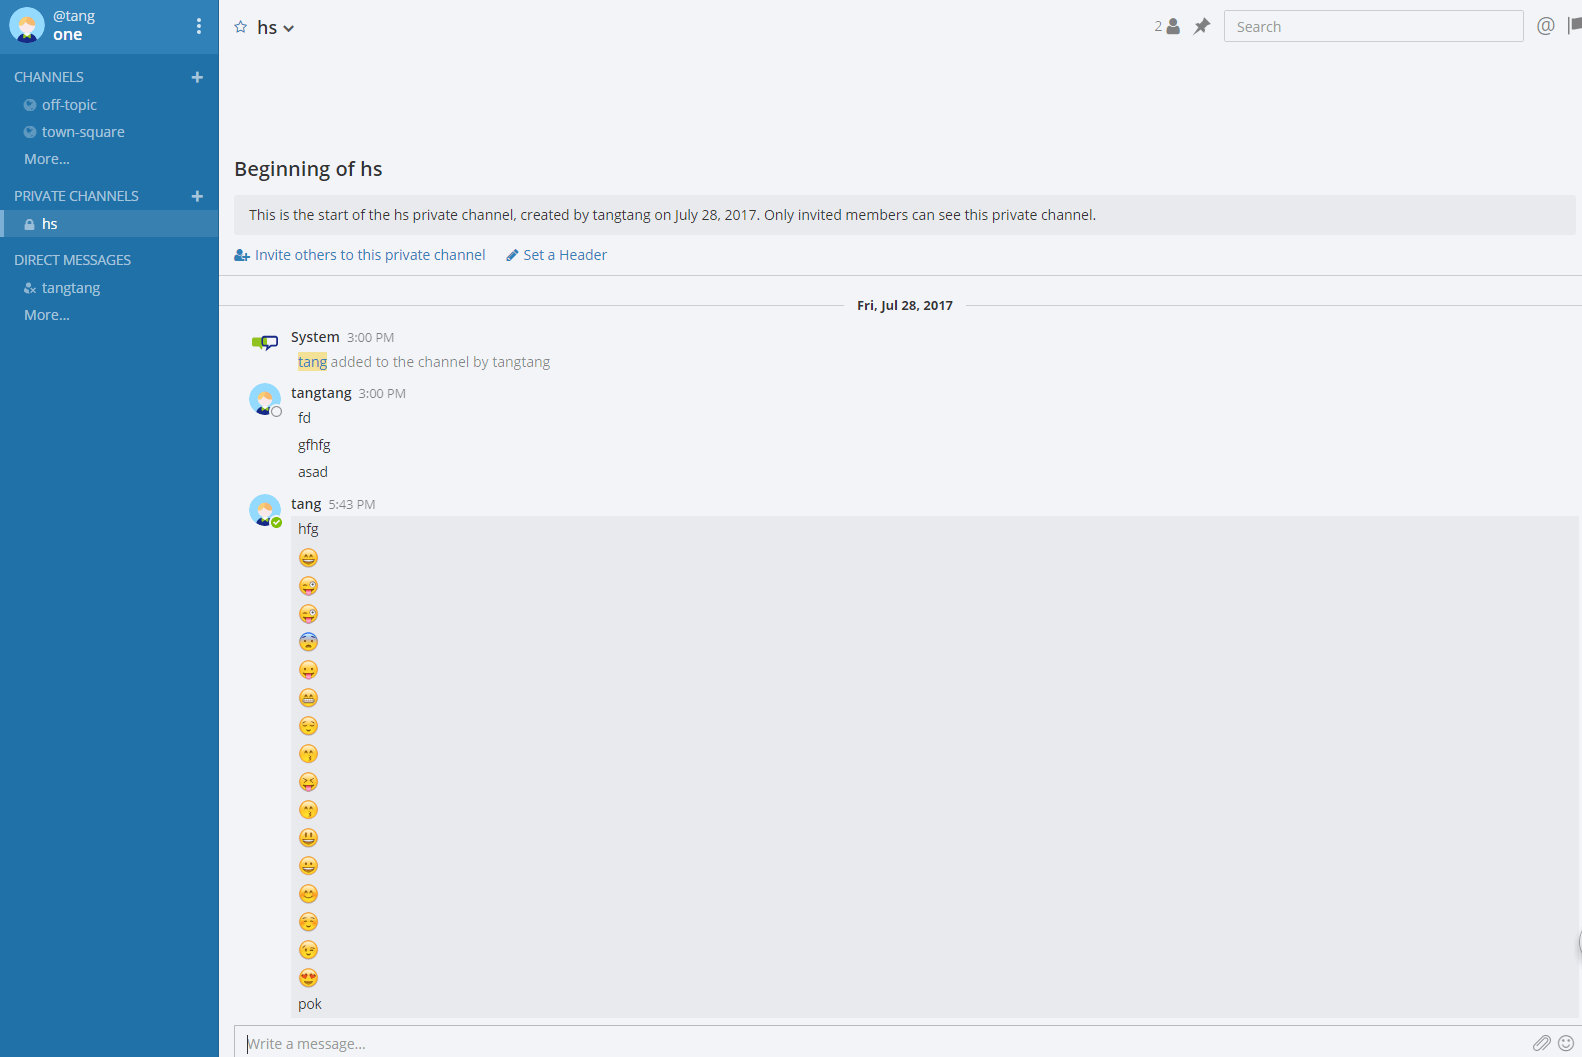 @tang
one
CHANNELS
off-topic
town-square
More...
PRIVATE CHANNELS
hs
DIRECT MESSAGES
tangtang
More...
hs
2
Search
@
Beginning of hs
This is the start of the hs private channel, created by tangtang on July 28, 2017. Only invited members can see this private channel.
Invite others to this private channel
Set a Header
Fri, Jul 28, 2017
System 3:00 PM
tang added to the channel by tangtang
tangtang 3:00 PM
fd
gfhfg
asad
tang 5:43 PM
hfg
pok
Write a message...